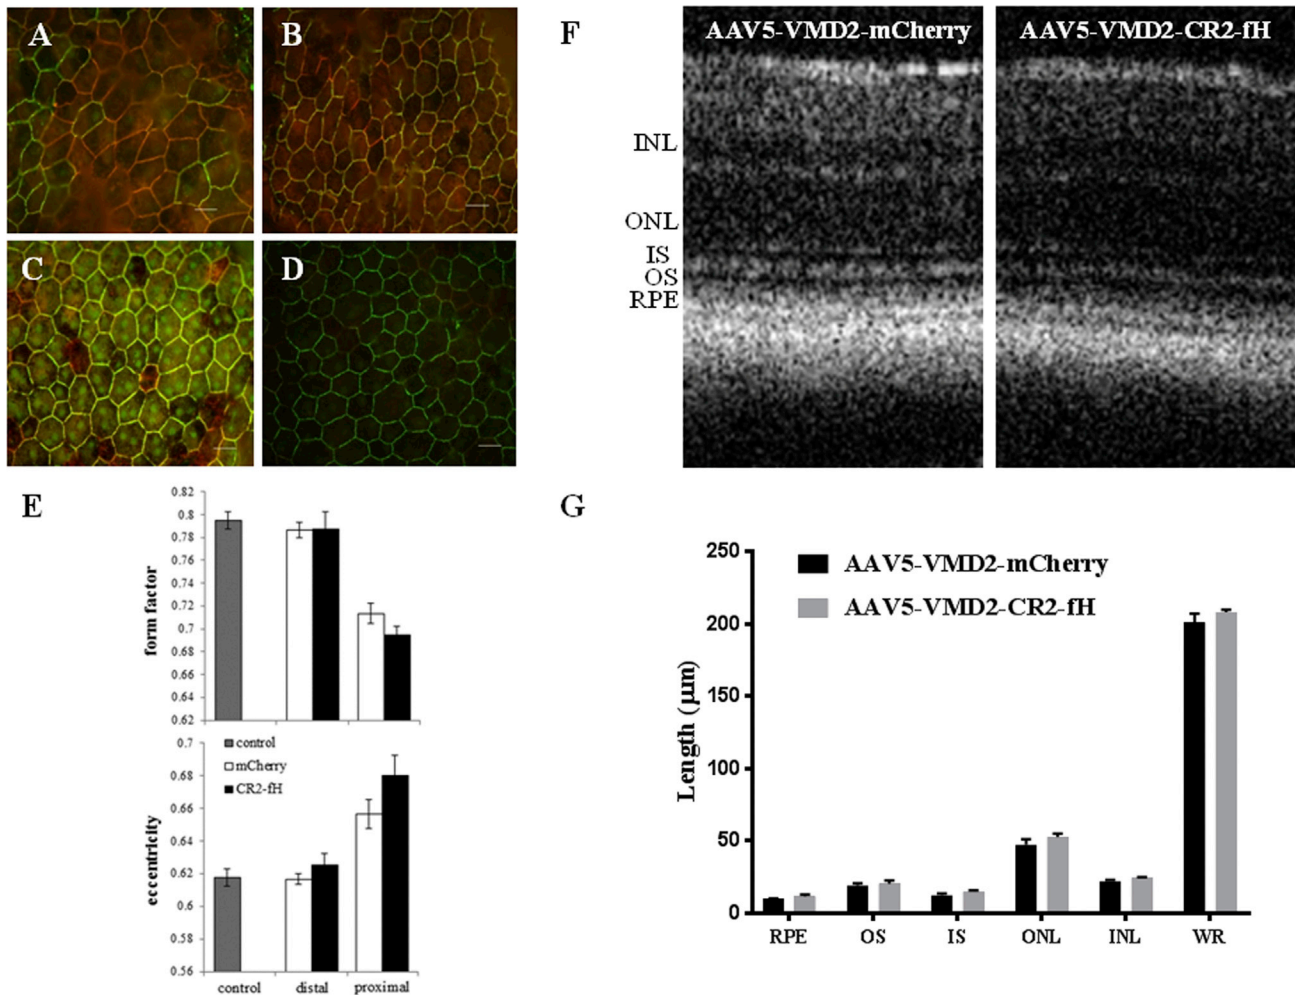 A
B
C
D
F
AAV5-VMD2-mCherry
AAV5-VMD2-CR2-fH
INL
ONL
IS
OS
RPE
E
0.82
0.8
0.78
0.76
0.74
0.72
0.7
0.68
0.66
0.64
0.62
form factor
0.7
0.68
0.66
0.64
0.62
0.6
0.58
0.56
eccentricity
control
mCherry
CR2-fH
control distal proximal
G
AAV5-VMD2-mCherry
AAV5-VMD2-CR2-fH
250
200
150
100
50
0
Length (μm)
RPE OS IS ONL INL WR